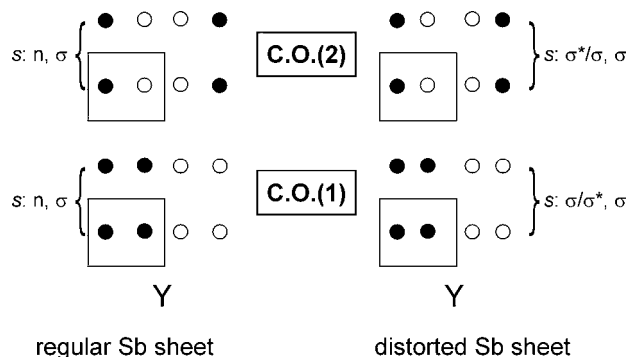 s: n, σ
C.O.(2)
s: σ*/σ, σ
s: n, σ
C.O.(1)
s: σ/σ*, σ
Y
Y
regular Sb sheet
distorted Sb sheet